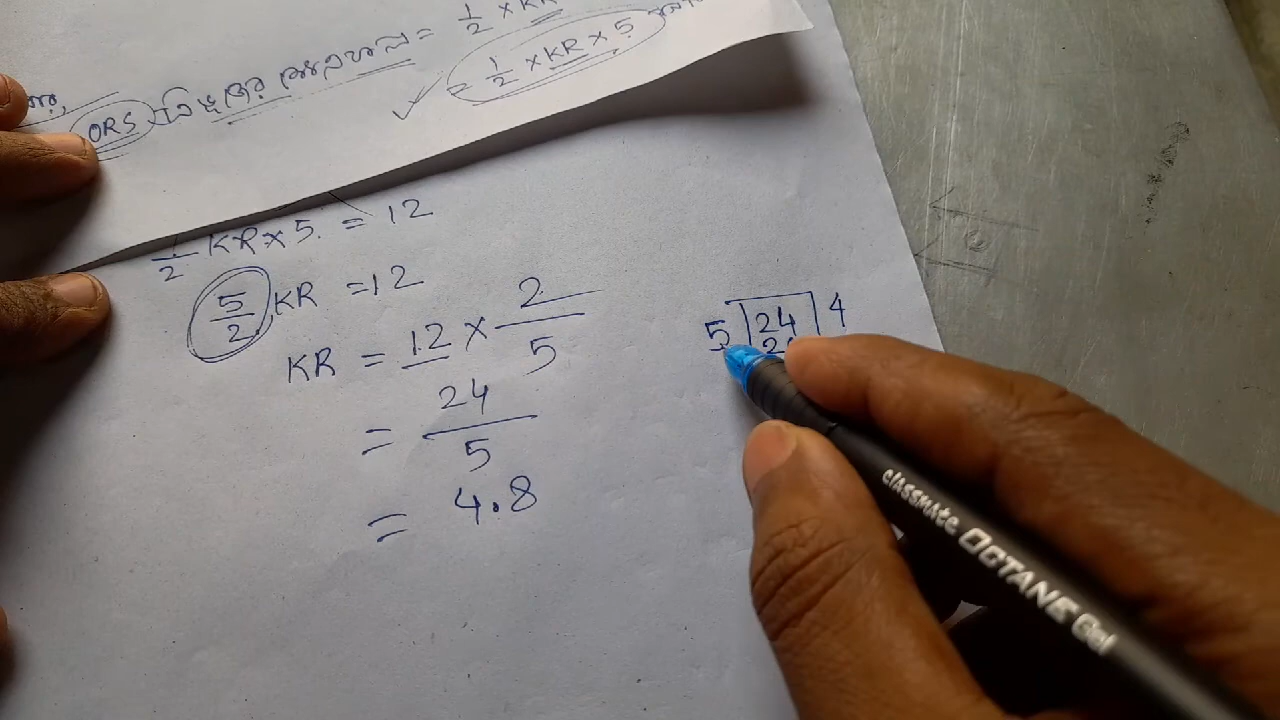 = 1/2 × KR
ORS ত্রিভুজের ক্ষেত্রফল = 1/2 × KR × 5
1/2 KR × 5 = 12
5/2 KR = 12
KR = 12 × 2/5
= 24/5
= 4.8
5 | 24 | 4
classmate OCTANE Gel